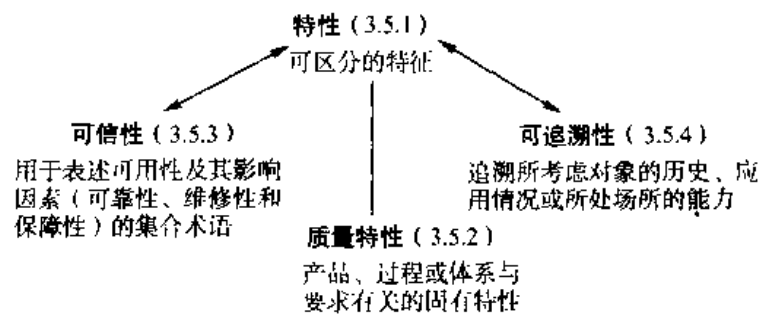 特性（3.5.1）
可区分的特征
可信性（3.5.3）
用于表述可用性及其影响
因素（可靠性、维修性和
保障性）的集合术语
可追溯性（3.5.4）
追溯所考虑对象的历史、应
用情况或所处场所的能力
质量特性（3.5.2）
产品、过程或体系与
要求有关的固有特性